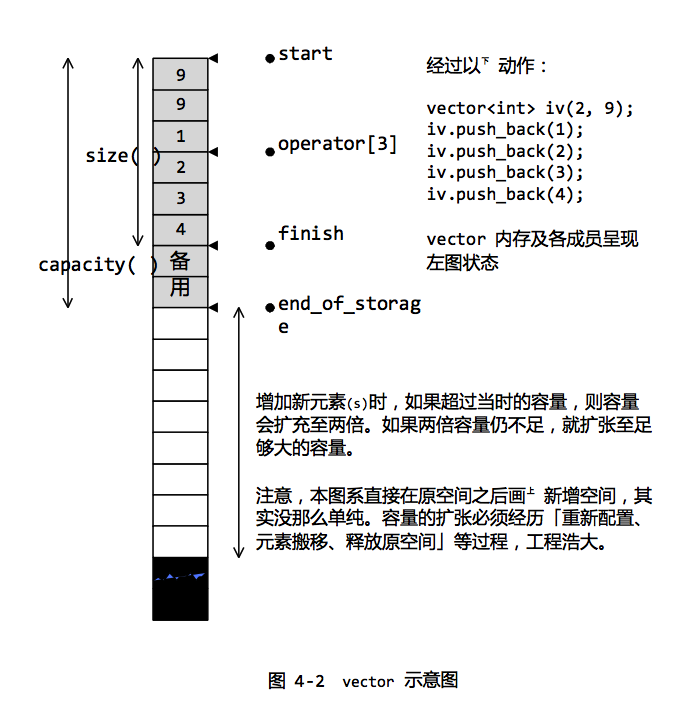 start
经过以下 动作：
9
9
vector<int> iv(2, 9);
iv.push_back(1);
1
operator[3]
size( )
iv.push_back(2);
2
iv.push_back(3);
3
iv.push_back(4);
4
finish
vector 内存及各成员呈现
左图状态
capacity( )
备
用
end_of_storag
e
增加新元素(s)时，如果超过当时的容量，则容量
会扩充至两倍。如果两倍容量仍不足，就扩张至足
够大的容量。
注意，本图系直接在原空间之后画上 新增空间，其
实没那么单纯。容量的扩张必须经历「重新配置、
元素搬移、释放原空间」等过程，工程浩大。
图 4-2 vector 示意图